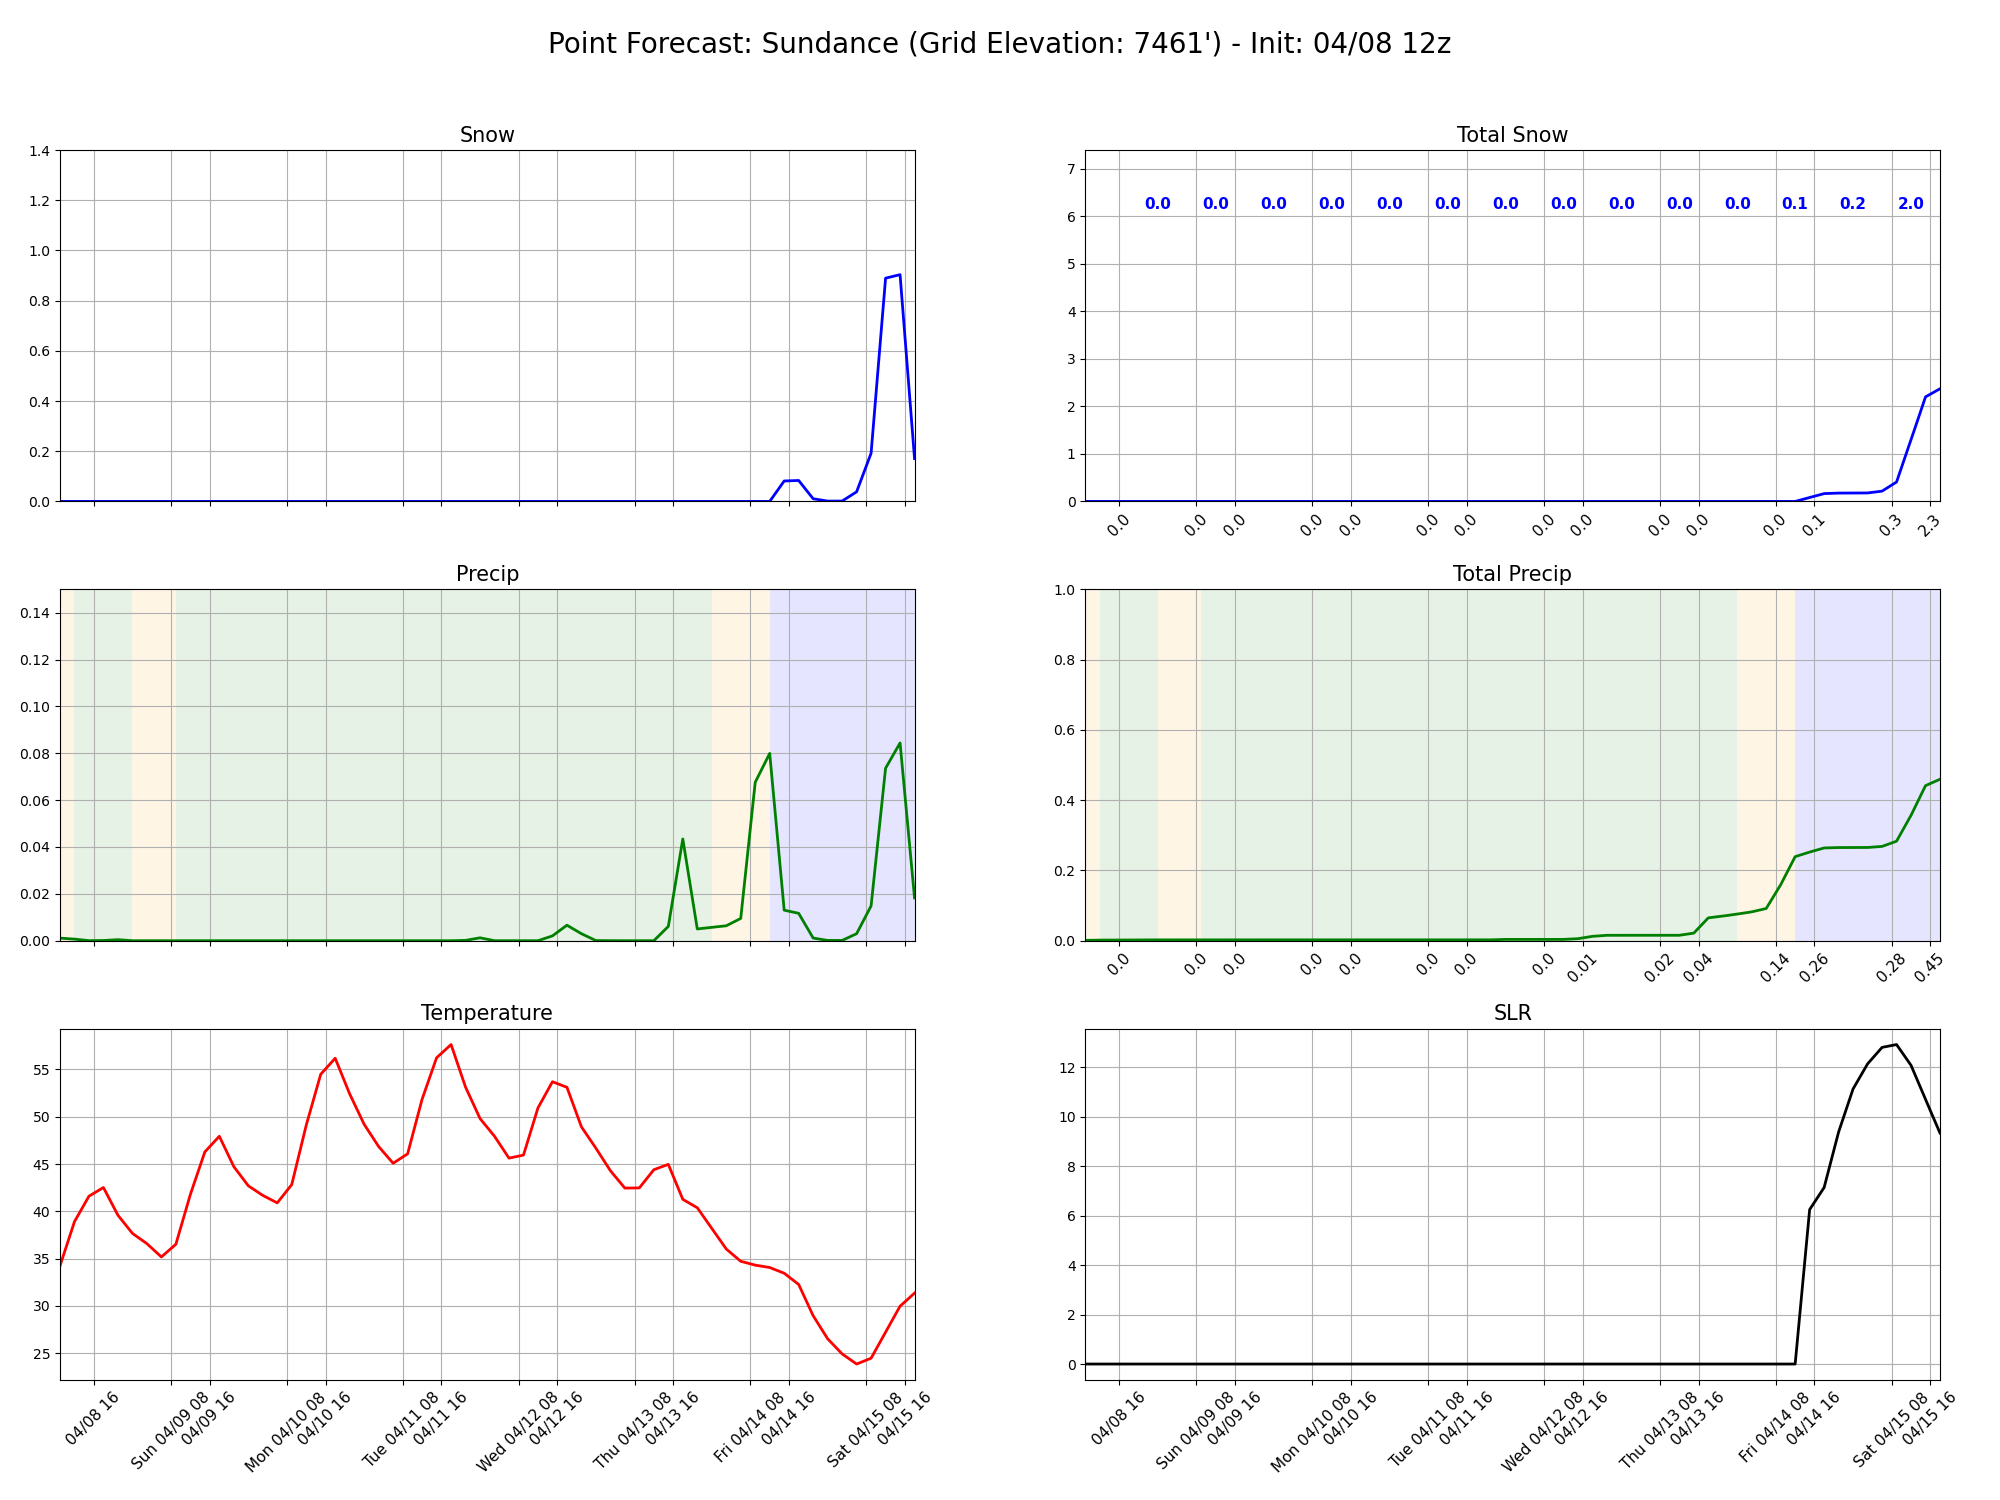 Point Forecast: Sundance (Grid Elevation: 7461') - Init: 04/08 12z
Snow
1.4
1.2
1.0
0.8
0.6
0.4
0.2
0.0
Total Snow
7
6
5
4
3
2
1
0
0.0 0.0 0.0 0.0 0.0 0.0 0.0 0.0 0.0 0.0 0.0 0.1 0.2 2.0
0.0 0.0 0.0 0.0 0.0 0.0 0.0 0.0 0.0 0.0 0.0 0.0 0.1 0.3 2.3
Precip
0.14
0.12
0.10
0.08
0.06
0.04
0.02
0.00
Total Precip
1.0
0.8
0.6
0.4
0.2
0.0
0.0 0.0 0.0 0.0 0.0 0.0 0.0 0.0 0.01 0.02 0.04 0.14 0.26 0.28 0.45
Temperature
55
50
45
40
35
30
25
04/08 16
Sun 04/09 08
04/09 16
Mon 04/10 08
04/10 16
Tue 04/11 08
04/11 16
Wed 04/12 08
04/12 16
Thu 04/13 08
04/13 16
Fri 04/14 08
04/14 16
Sat 04/15 08
04/15 16
SLR
12
10
8
6
4
2
0
04/08 16
Sun 04/09 08
04/09 16
Mon 04/10 08
04/10 16
Tue 04/11 08
04/11 16
Wed 04/12 08
04/12 16
Thu 04/13 08
04/13 16
Fri 04/14 08
04/14 16
Sat 04/15 08
04/15 16